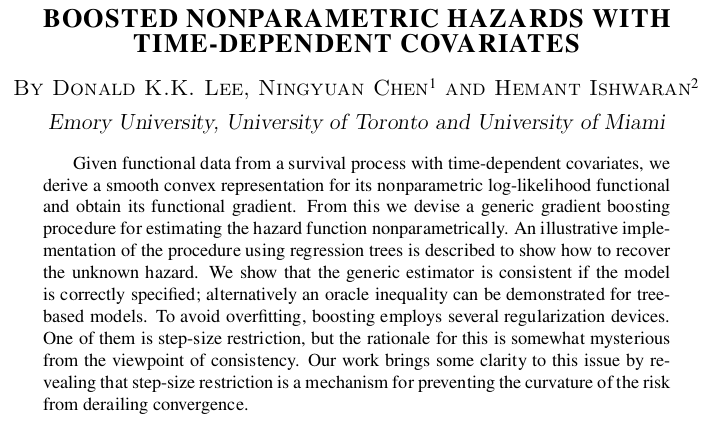 BOOSTED NONPARAMETRIC HAZARDS WITH
TIME-DEPENDENT COVARIATES
BY DONALD K.K. LEE, NINGYUAN CHEN¹ AND HEMANT ISHWARAN²
Emory University, University of Toronto and University of Miami
Given functional data from a survival process with time-dependent covariates, we
derive a smooth convex representation for its nonparametric log-likelihood functional
and obtain its functional gradient. From this we devise a generic gradient boosting
procedure for estimating the hazard function nonparametrically. An illustrative imple-
mentation of the procedure using regression trees is described to show how to recover
the unknown hazard. We show that the generic estimator is consistent if the model
is correctly specified; alternatively an oracle inequality can be demonstrated for tree-
based models. To avoid overfitting, boosting employs several regularization devices.
One of them is step-size restriction, but the rationale for this is somewhat mysterious
from the viewpoint of consistency. Our work brings some clarity to this issue by re-
vealing that step-size restriction is a mechanism for preventing the curvature of the risk
from derailing convergence.